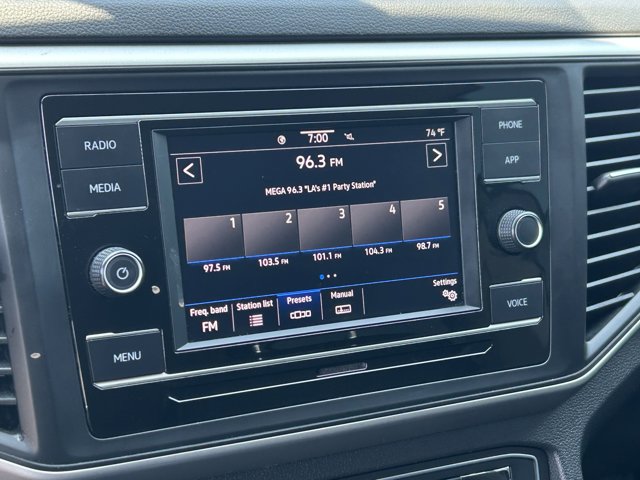 7:00
74 °F
96.3 FM
MEGA 96.3 "LA's #1 Party Station"
1 2 3 4 5
97.5 FM 103.5 FM 101.1 FM 104.3 FM 98.7 FM
Freq. band Station list Presets Manual Settings
FM
RADIO
MEDIA
MENU
PHONE
APP
VOICE